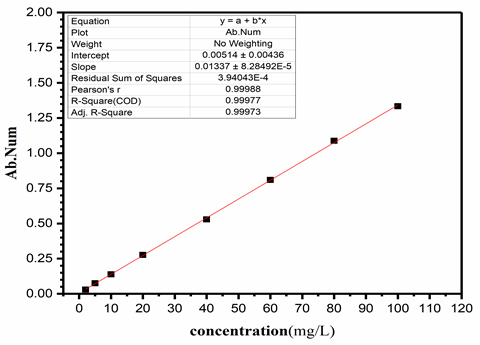 Equation y = a + b*x
Plot Ab.Num
Weight No Weighting
Intercept 0.00514 ± 0.00436
Slope 0.01337 ± 8.28492E-5
Residual Sum of Squares 3.94043E-4
Pearson's r 0.99988
R-Square(COD) 0.99977
Adj. R-Square 0.99973
2.00
1.75
1.50
1.25
1.00
0.75
0.50
0.25
0.00
Ab.Num
0 10 20 30 40 50 60 70 80 90 100 110 120
concentration(mg/L)